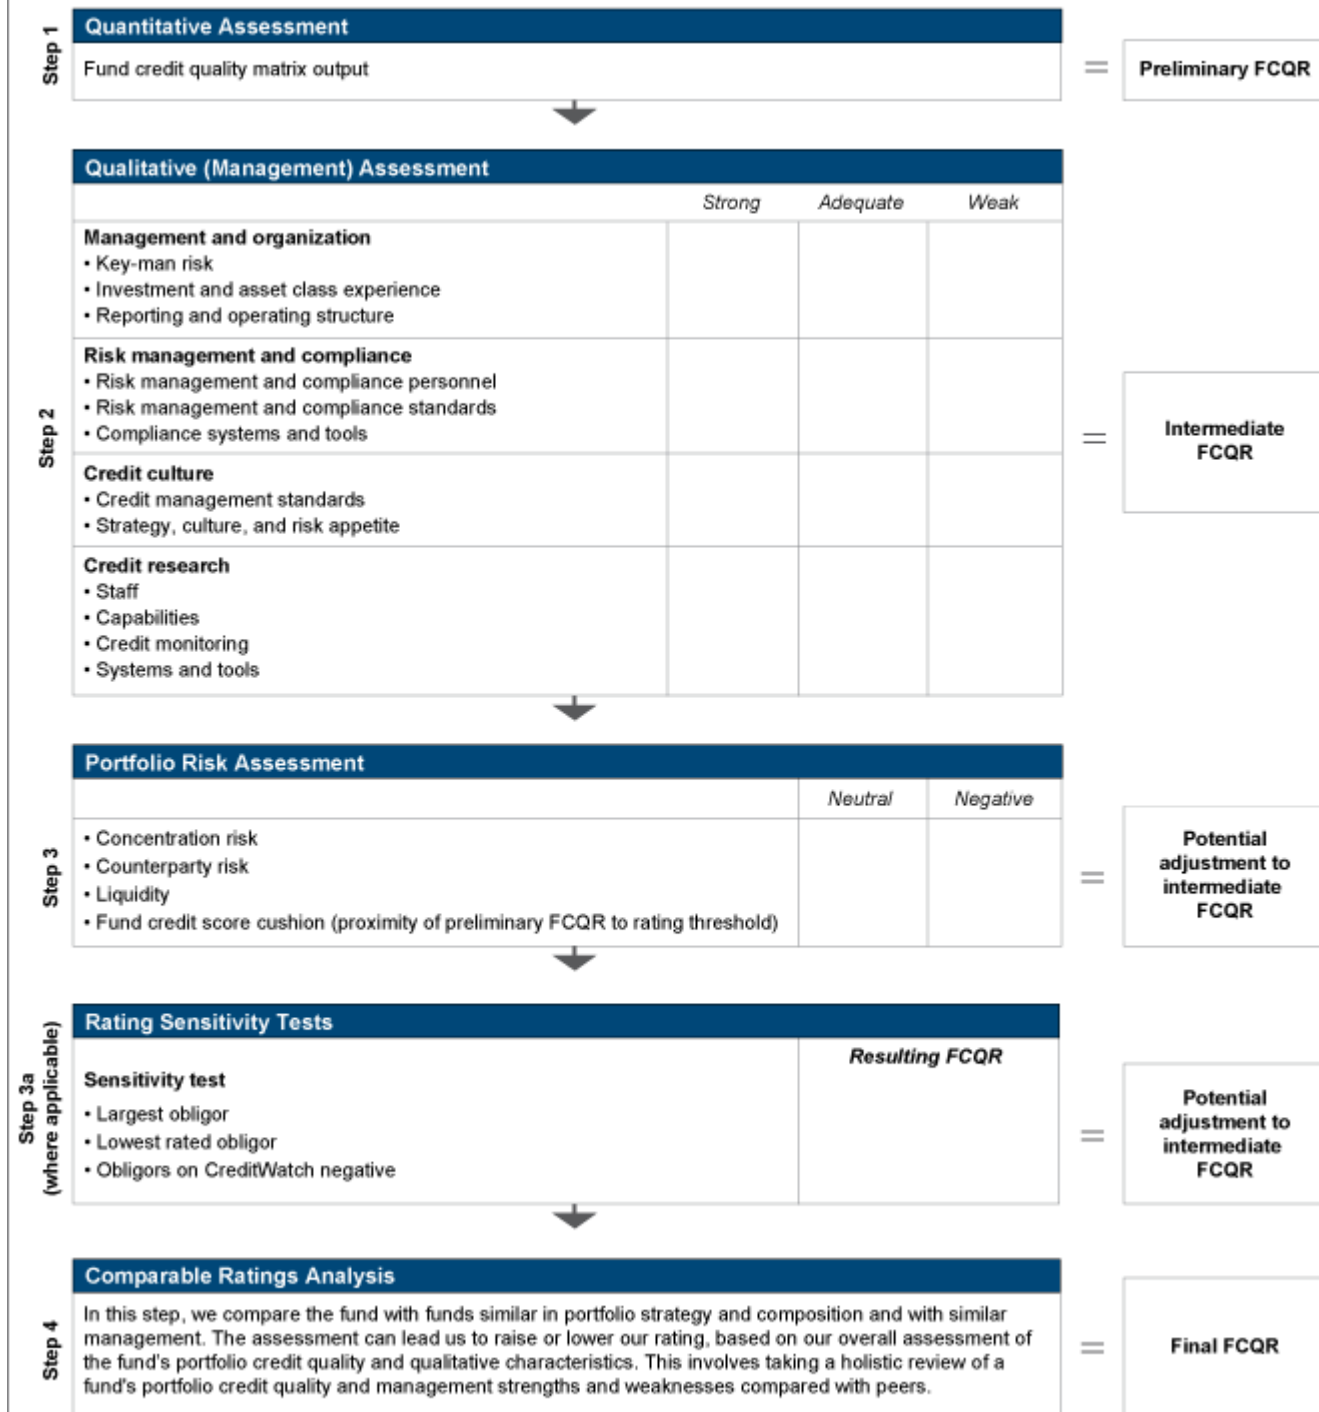 Step 1
Quantitative Assessment
Fund credit quality matrix output
=
Preliminary FCQR
Step 2
Qualitative (Management) Assessment
Strong Adequate Weak
Management and organization
• Key-man risk
• Investment and asset class experience
• Reporting and operating structure
Risk management and compliance
• Risk management and compliance personnel
• Risk management and compliance standards
• Compliance systems and tools
Credit culture
• Credit management standards
• Strategy, culture, and risk appetite
Credit research
• Staff
• Capabilities
• Credit monitoring
• Systems and tools
=
Intermediate
FCQR
Step 3
Portfolio Risk Assessment
Neutral Negative
• Concentration risk
• Counterparty risk
• Liquidity
• Fund credit score cushion (proximity of preliminary FCQR to rating threshold)
=
Potential
adjustment to
intermediate
FCQR
Step 3a
(where applicable)
Rating Sensitivity Tests
Resulting FCQR
Sensitivity test
• Largest obligor
• Lowest rated obligor
• Obligors on CreditWatch negative
=
Potential
adjustment to
intermediate
FCQR
Step 4
Comparable Ratings Analysis
In this step, we compare the fund with funds similar in portfolio strategy and composition and with similar
management. The assessment can lead us to raise or lower our rating, based on our overall assessment of
the fund's portfolio credit quality and qualitative characteristics. This involves taking a holistic review of a
fund's portfolio credit quality and management strengths and weaknesses compared with peers.
=
Final FCQR